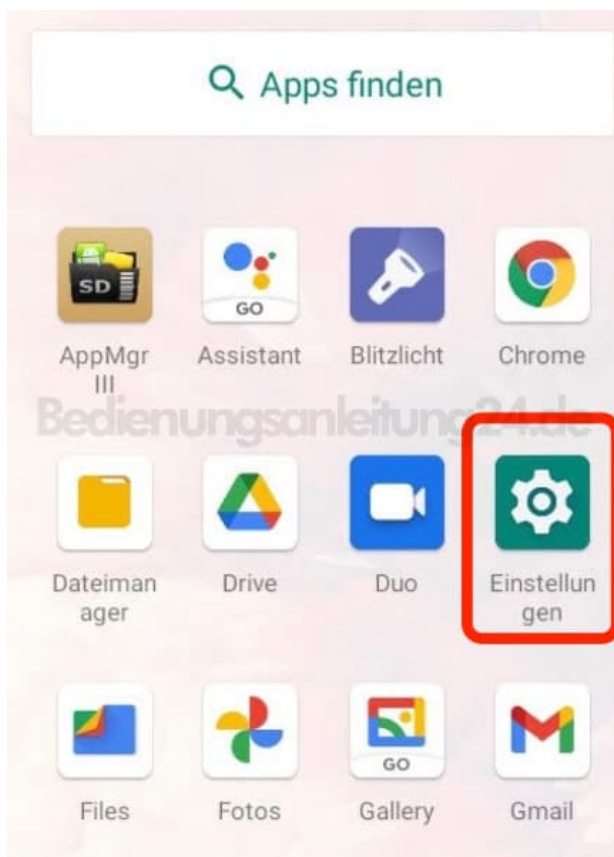 Apps finden
SD
GO
AppMgr
III
Assistant
Blitzlicht
Chrome
Bedienungsanleitung24.de
Dateiman
ager
Drive
Duo
Einstellun
gen
GO
Files
Fotos
Gallery
Gmail